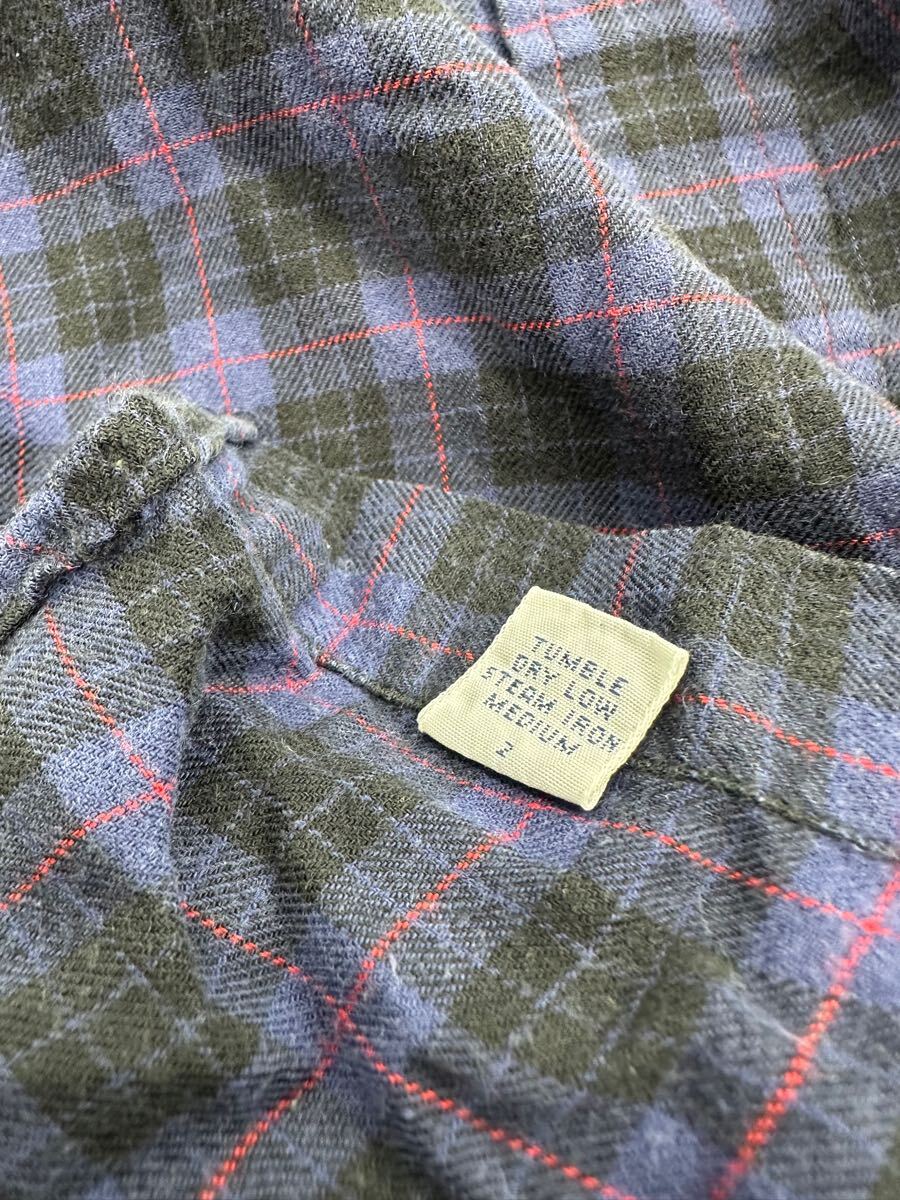 TUMBLE
DRY LOW
STEAM IRON
MEDIUM
2